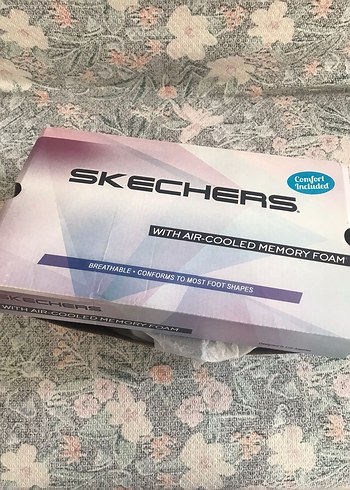 SKECHERS
Comfort
Included
WITH AIR-COOLED MEMORY FOAM
BREATHABLE • CONFORMS TO MOST FOOT SHAPES
SKECHERS
WITH AIR-COOLED MEMORY FOAM